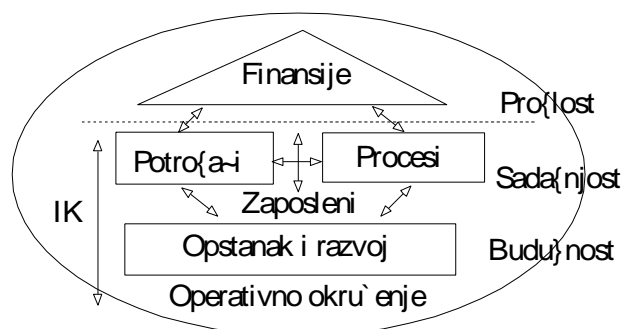 Finansije
Pro{lost
Potro{a~i
Procesi
Sada{njost
IK
Zaposleni
Opstanak i razvoj
Budu}nost
Operativno okru`enje